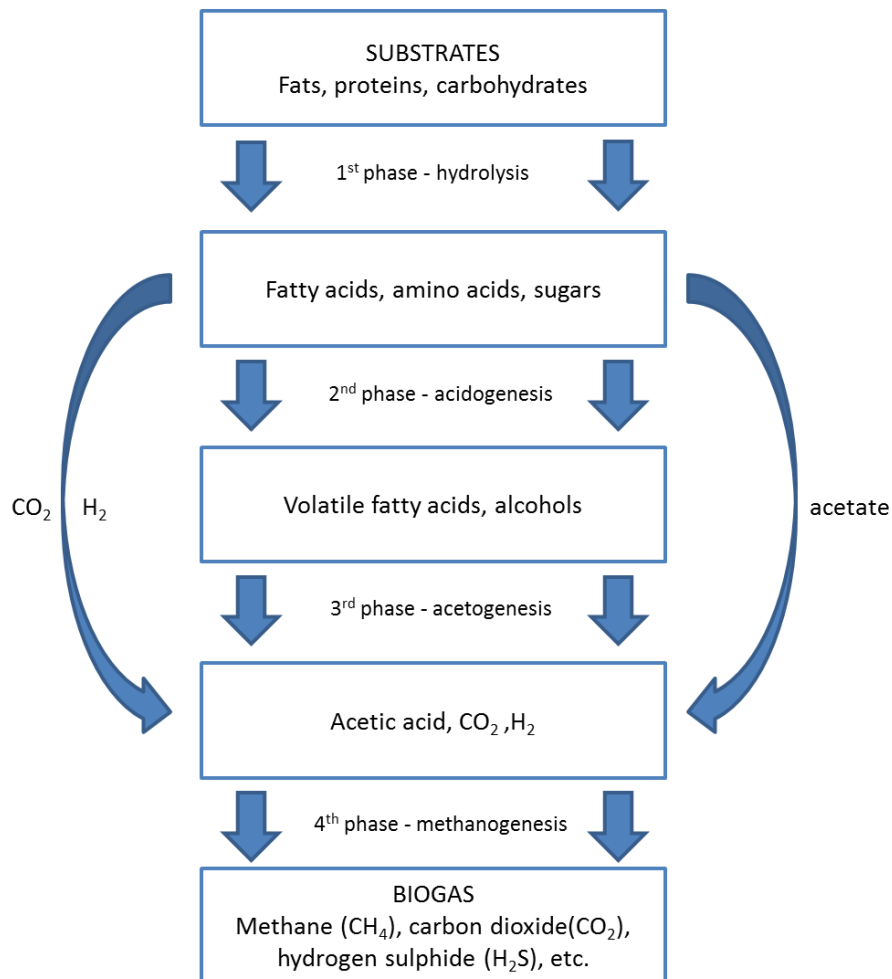 SUBSTRATES
Fats, proteins, carbohydrates
1st phase - hydrolysis
Fatty acids, amino acids, sugars
2nd phase - acidogenesis
CO2 H2
Volatile fatty acids, alcohols
acetate
3rd phase - acetogenesis
Acetic acid, CO2 ,H2
4th phase - methanogenesis
BIOGAS
Methane (CH4), carbon dioxide(CO2),
hydrogen sulphide (H2S), etc.